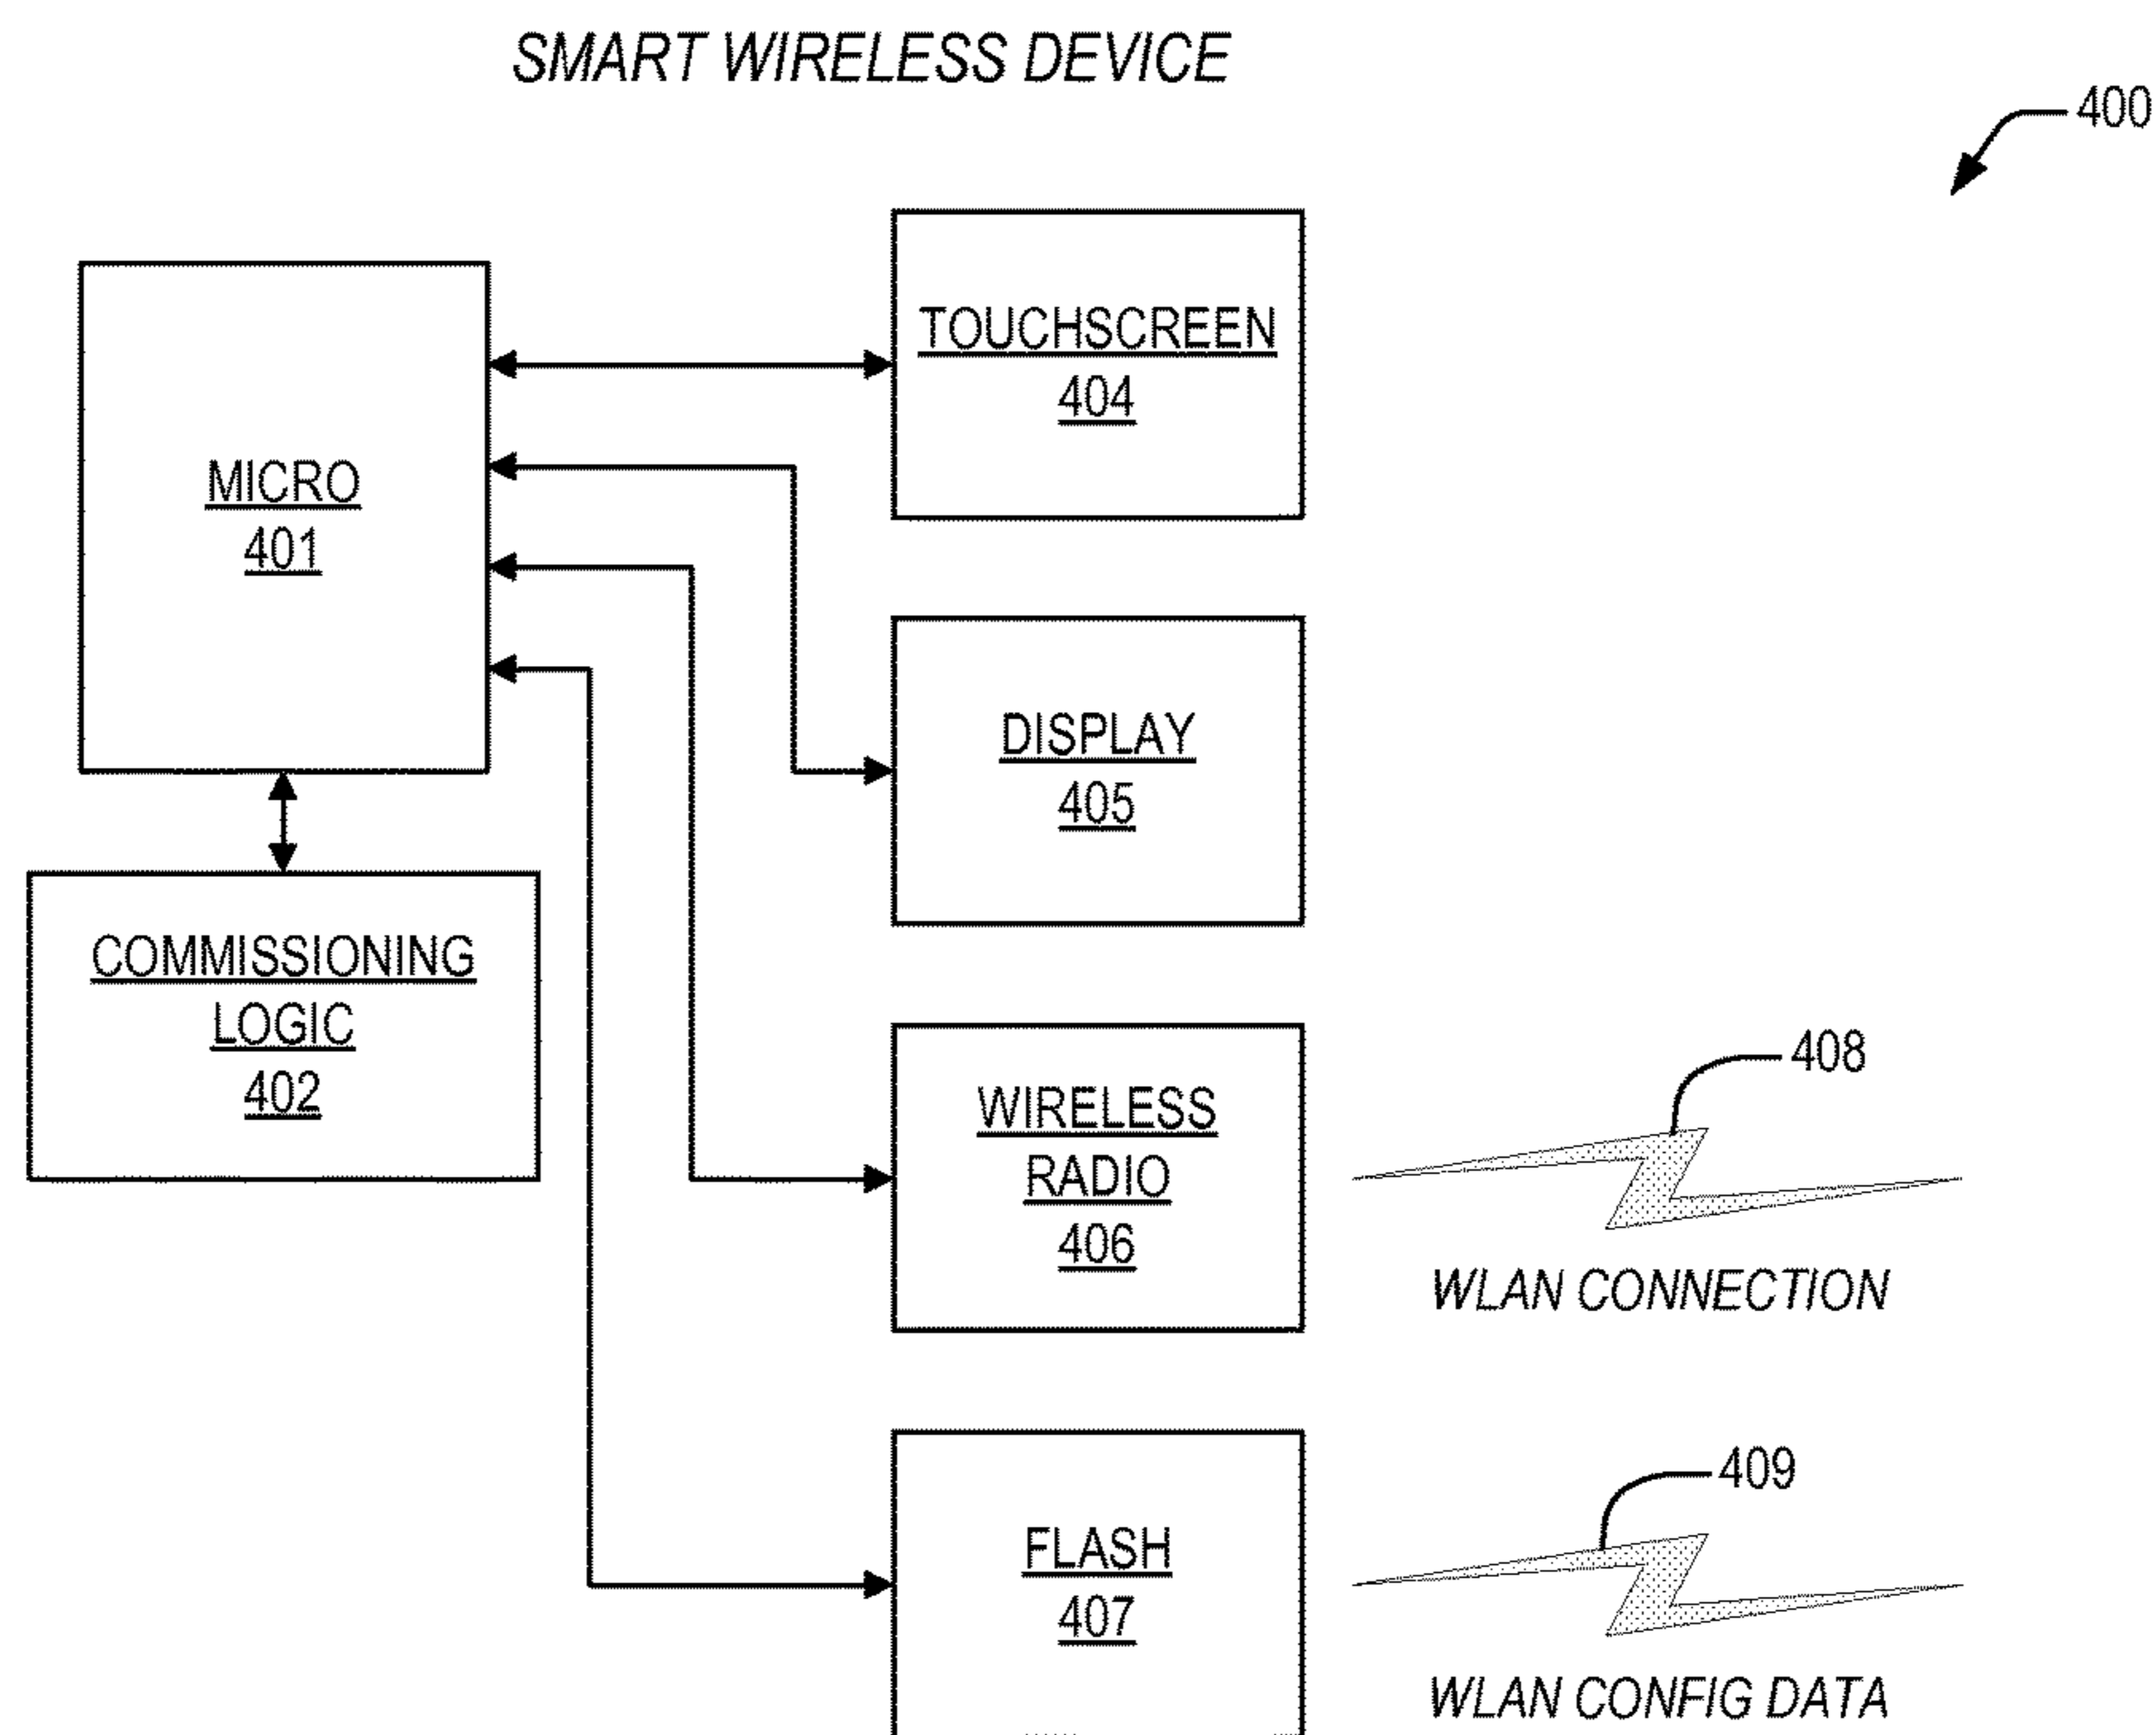 SMART WIRELESS DEVICE
400
TOUCHSCREEN
404
MICRO
401
DISPLAY
405
COMMISSIONING
LOGIC
402
WIRELESS
RADIO
406
408
WLAN CONNECTION
FLASH
407
409
WLAN CONFIG DATA